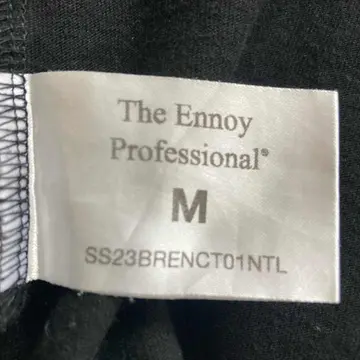 The Ennoy
Professional®
M
SS23BRENCT01NTL